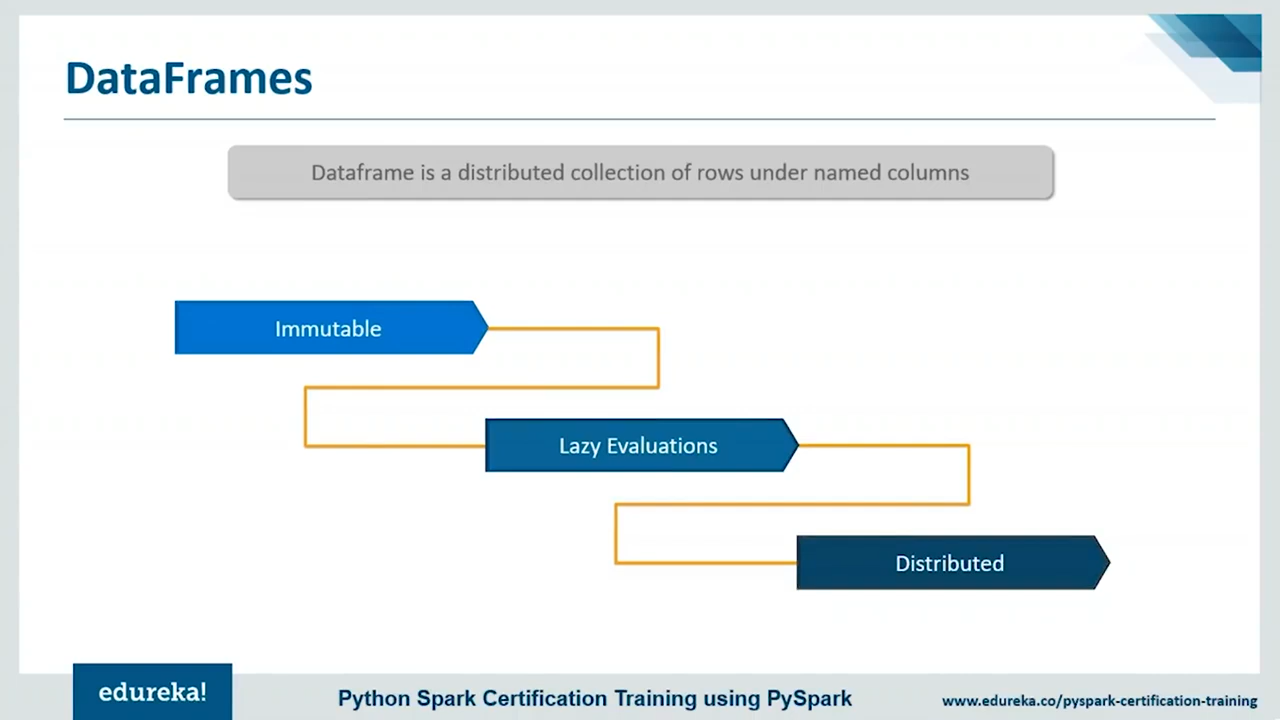 DataFrames
Dataframe is a distributed collection of rows under named columns
Immutable
Lazy Evaluations
Distributed
edureka!
Python Spark Certification Training using PySpark
www.edureka.co/pyspark-certification-training